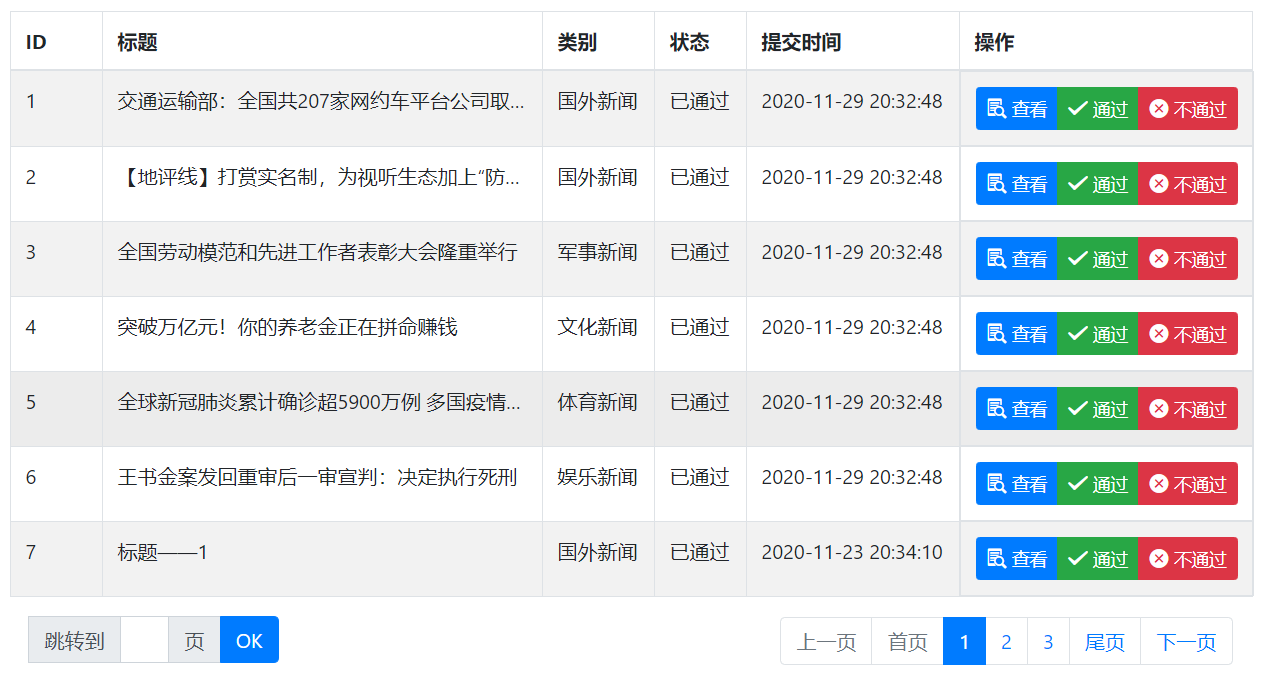 ID 标题 类别 状态 提交时间 操作
1 交通运输部：全国共207家网约车平台公司取... 国外新闻 已通过 2020-11-29 20:32:48 查看 通过 不通过
2 【地评线】打赏实名制，为视听生态加上“防... 国外新闻 已通过 2020-11-29 20:32:48 查看 通过 不通过
3 全国劳动模范和先进工作者表彰大会隆重举行 军事新闻 已通过 2020-11-29 20:32:48 查看 通过 不通过
4 突破万亿元！你的养老金正在拼命赚钱 文化新闻 已通过 2020-11-29 20:32:48 查看 通过 不通过
5 全球新冠肺炎累计确诊超5900万例 多国疫情... 体育新闻 已通过 2020-11-29 20:32:48 查看 通过 不通过
6 王书金案发回重审后一审宣判：决定执行死刑 娱乐新闻 已通过 2020-11-29 20:32:48 查看 通过 不通过
7 标题——1 国外新闻 已通过 2020-11-23 20:34:10 查看 通过 不通过
跳转到 页 OK 上一页 首页 1 2 3 尾页 下一页